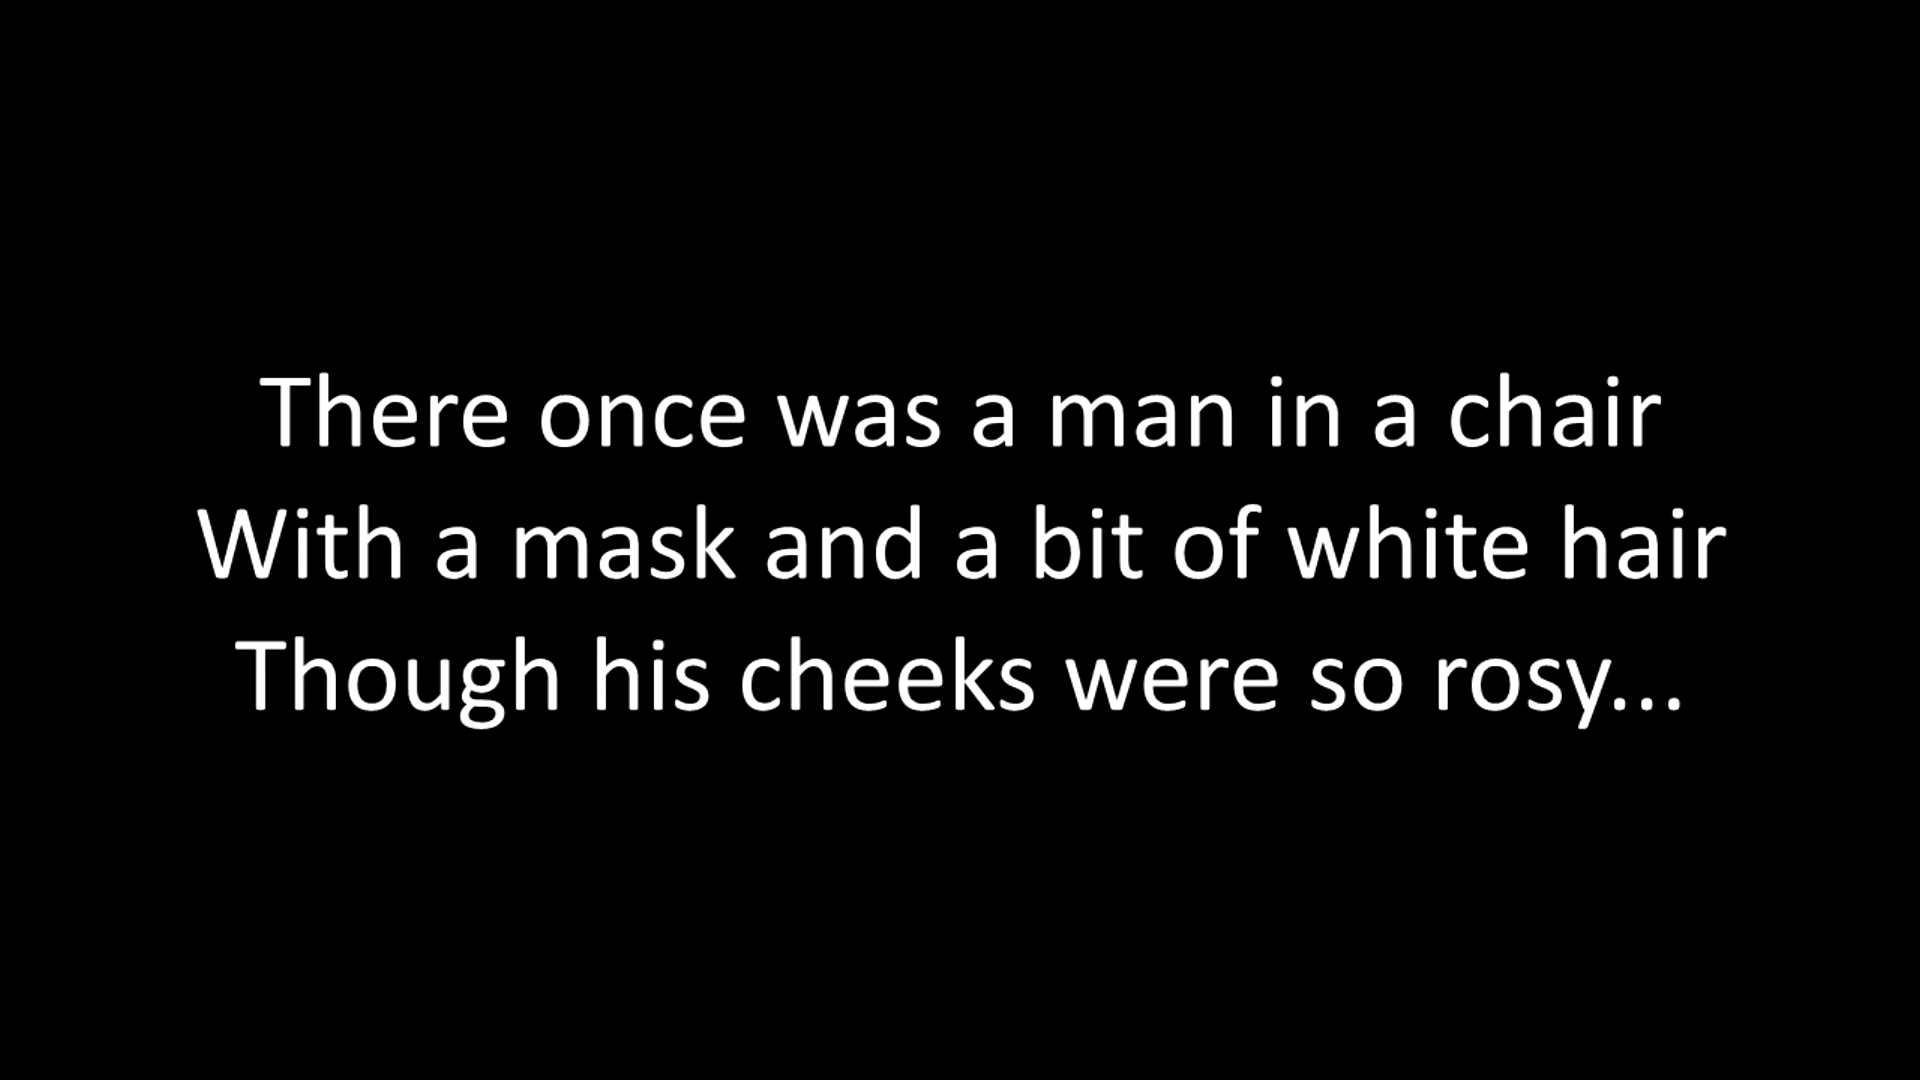 There once was a man in a chair
With a mask and a bit of white hair
Though his cheeks were so rosy...